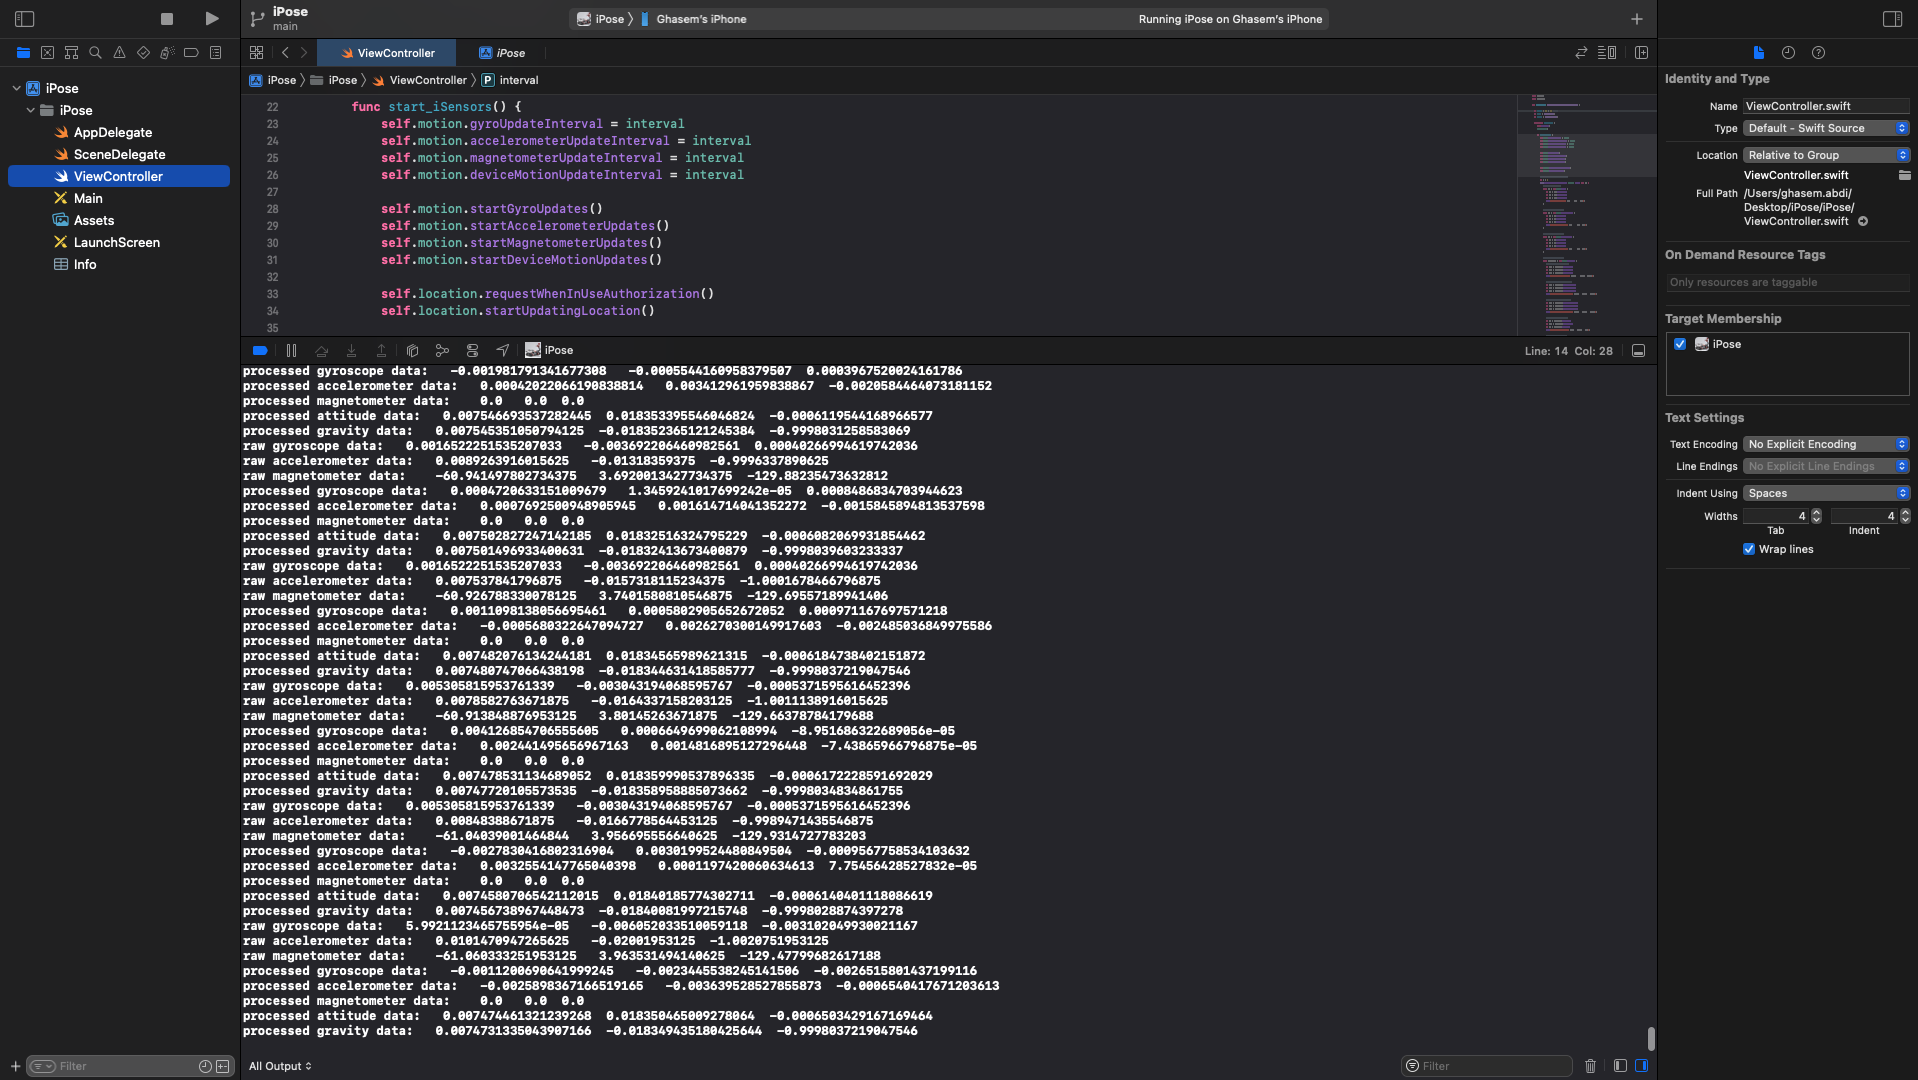 iPose
main
iPose
Ghasem's iPhone
Running iPose on Ghasem's iPhone
ViewController
iPose
iPose
iPose
ViewController
P
interval
iPose
iPose
AppDelegate
SceneDelegate
ViewController
Main
Assets
LaunchScreen
Info
22 func start_iSensors() {
23 self.motion.gyroUpdateInterval = interval
24 self.motion.accelerometerUpdateInterval = interval
25 self.motion.magnetometerUpdateInterval = interval
26 self.motion.deviceMotionUpdateInterval = interval
27
28 self.motion.startGyroUpdates()
29 self.motion.startAccelerometerUpdates()
30 self.motion.startMagnetometerUpdates()
31 self.motion.startDeviceMotionUpdates()
32
33 self.location.requestWhenInUseAuthorization()
34 self.location.startUpdatingLocation()
35
iPose
Line: 14 Col: 28
processed gyroscope data: -0.001981791341677308 -0.0005544160958379507 0.0003967520024161786
processed accelerometer data: 0.00042022066190838814 0.003412961959838867 -0.0020584464073181152
processed magnetometer data: 0.0 0.0 0.0
processed attitude data: 0.007546693537282445 0.018353395546046824 -0.0006119544168966577
processed gravity data: 0.007545351050794125 -0.018352365121245384 -0.9998031258583069
raw gyroscope data: 0.0016522251535207033 -0.003692206460982561 0.00040266994619742036
raw accelerometer data: 0.0089263916015625 -0.01318359375 -0.9996337890625
raw magnetometer data: -60.941497802734375 3.6920013427734375 -129.88235473632812
processed gyroscope data: 0.0004720633151009679 1.3459241017699242e-05 0.0008486834703944623
processed accelerometer data: 0.0007692500948905945 0.001614714041352272 -0.0015845894813537598
processed magnetometer data: 0.0 0.0 0.0
processed attitude data: 0.007502827247142185 0.01832516324795229 -0.0006082069931854462
processed gravity data: 0.007501496933400631 -0.01832413673400879 -0.9998039603233337
raw gyroscope data: 0.0016522251535207033 -0.003692206460982561 0.00040266994619742036
raw accelerometer data: 0.007537841796875 -0.0157318115234375 -1.0001678466796875
raw magnetometer data: -60.926788330078125 3.7401580810546875 -129.69557189941406
processed gyroscope data: 0.0011098138056695461 0.0005802905652672052 0.000971167697571218
processed accelerometer data: -0.0005680322647094727 0.0026270300149917603 -0.002485036849975586
processed magnetometer data: 0.0 0.0 0.0
processed attitude data: 0.007482076134244181 0.01834565989621315 -0.0006184738402151872
processed gravity data: 0.007480747066438198 -0.018344631418585777 -0.9998037219047546
raw gyroscope data: 0.005305815953761339 -0.003043194068595767 -0.0005371595616452396
raw accelerometer data: 0.0078582763671875 -0.0164337158203125 -1.0011138916015625
raw magnetometer data: -60.913848876953125 3.80145263671875 -129.66378784179688
processed gyroscope data: 0.004126854706555605 0.0006649699062108994 -8.951686322689056e-05
processed accelerometer data: 0.002441495656967163 0.0014816895127296448 -7.43865966796875e-05
processed magnetometer data: 0.0 0.0 0.0
processed attitude data: 0.007478531134689052 0.018359990537896335 -0.0006172228591692029
processed gravity data: 0.00747720105573535 -0.018358958885073662 -0.9998034834861755
raw gyroscope data: 0.005305815953761339 -0.003043194068595767 -0.0005371595616452396
raw accelerometer data: 0.00848388671875 -0.0166778564453125 -0.9989471435546875
raw magnetometer data: -61.04039001464844 3.956695556640625 -129.9314727783203
processed gyroscope data: -0.0027830416802316904 0.0030199524480849504 -0.0009567758534103632
processed accelerometer data: 0.0032554147765040398 0.0001197420060634613 7.75456428527832e-05
processed magnetometer data: 0.0 0.0 0.0
processed attitude data: 0.0074580706542112015 0.01840185774302711 -0.0006140401118086619
processed gravity data: 0.007456738967448473 -0.01840081997215748 -0.9998028874397278
raw gyroscope data: 5.9921123465755954e-05 -0.006052033510059118 -0.003102049930021167
raw accelerometer data: 0.0101470947265625 -0.02001953125 -1.0020751953125
raw magnetometer data: -61.060333251953125 3.963531494140625 -129.47799682617188
processed gyroscope data: -0.0011200690641999245 -0.0023445538245141506 -0.0026515801437199116
processed accelerometer data: -0.0025898367166519165 -0.003639528527855873 -0.0006540417671203613
processed magnetometer data: 0.0 0.0 0.0
processed attitude data: 0.007474461321239268 0.018350465009278064 -0.0006503429167169464
processed gravity data: 0.0074731335043907166 -0.018349435180425644 -0.9998037219047546
Filter
All Output
Filter
Identity and Type
Name ViewController.swift
Type Default - Swift Source
Location Relative to Group
ViewController.swift
Full Path /Users/ghasem.abdi/
Desktop/iPose/iPose/
ViewController.swift
On Demand Resource Tags
Only resources are taggable
Target Membership
iPose
Text Settings
Text Encoding No Explicit Encoding
Line Endings No Explicit Line Endings
Indent Using Spaces
Widths 4 4
Tab Indent
Wrap lines